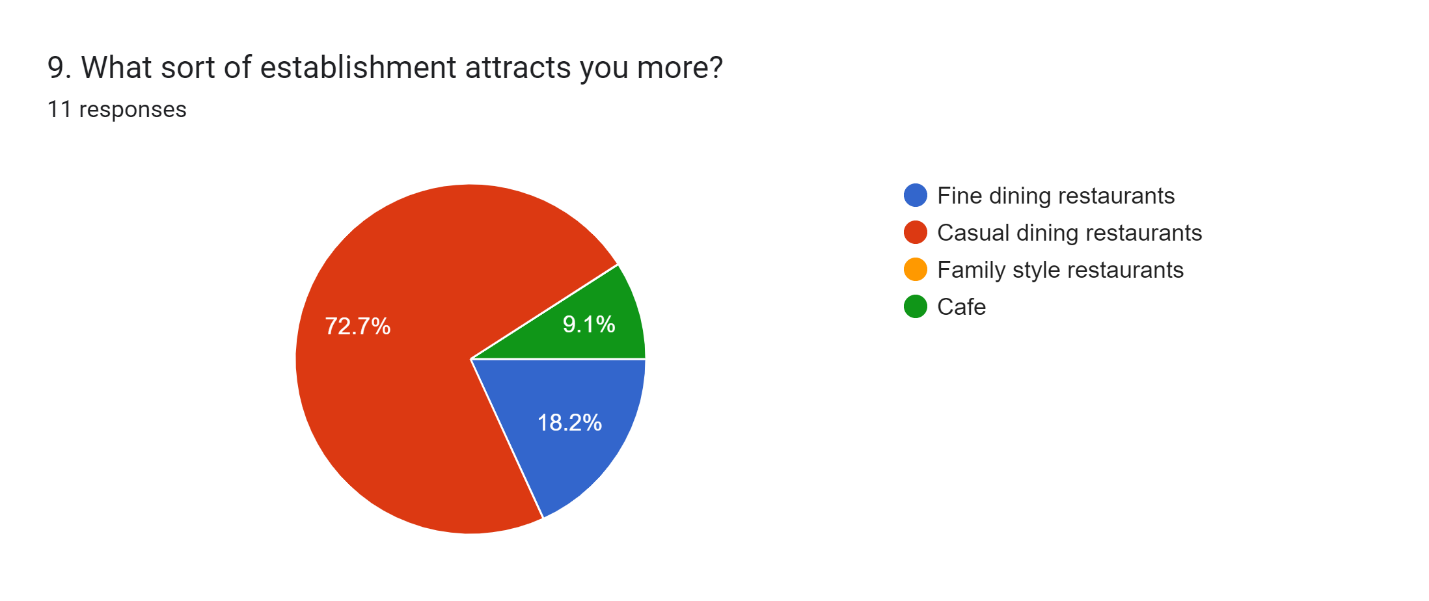 9. What sort of establishment attracts you more?
11 responses
72.7%
9.1%
18.2%
Fine dining restaurants
Casual dining restaurants
Family style restaurants
Cafe